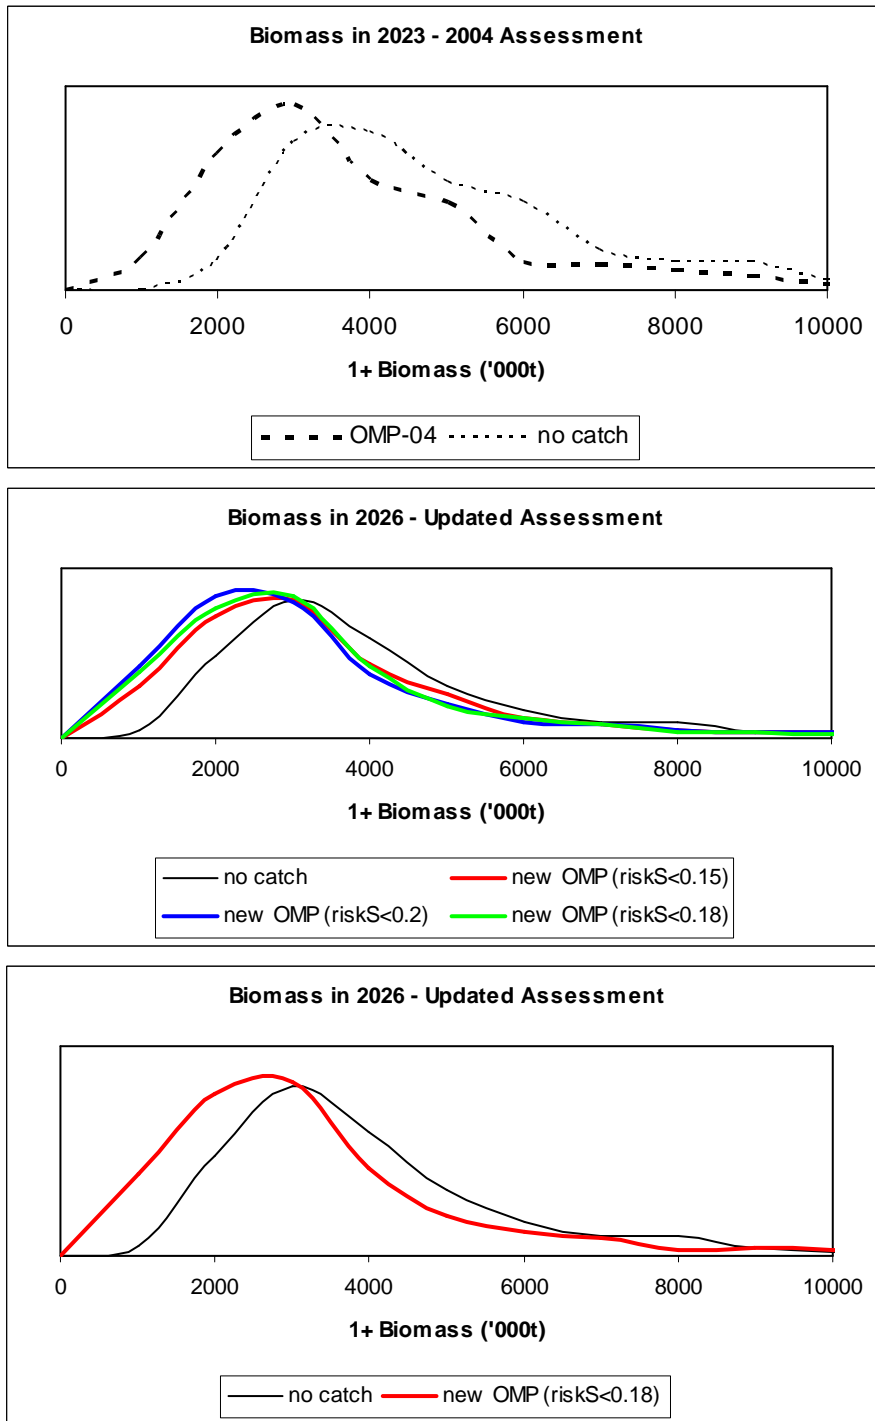 Biomass in 2023 - 2004 Assessment
0 2000 4000 6000 8000 10000
1+ Biomass ('000t)
OMP-04 no catch
Biomass in 2026 - Updated Assessment
0 2000 4000 6000 8000 10000
1+ Biomass ('000t)
no catch new OMP (riskS<0.15)
new OMP (riskS<0.2) new OMP (riskS<0.18)
Biomass in 2026 - Updated Assessment
0 2000 4000 6000 8000 10000
1+ Biomass ('000t)
no catch new OMP (riskS<0.18)